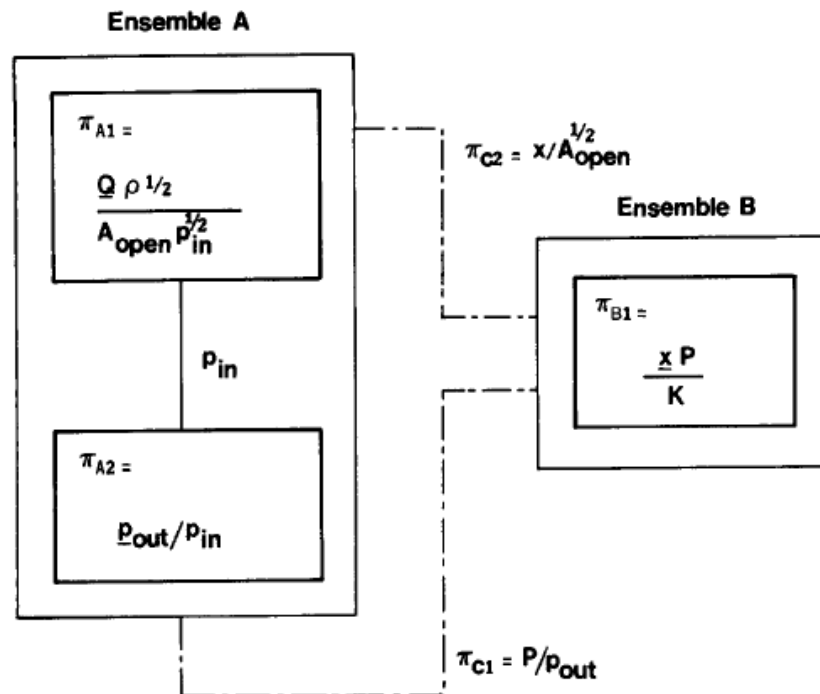 Ensemble A
π_A1 =
Q̲ ρ^1/2
A_open p_in^1/2
p_in
π_A2 =
p̲_out/p_in
π_C2 = x/A_open^1/2
Ensemble B
π_B1 =
x̲ P
K
π_C1 = P/p_out